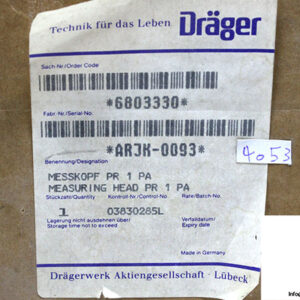 Technik für das Leben
Dräger
Sach-Nr/Order Code
*6803330*
Fabr.-Nr./Serial-No.
*ARJK-0093*
4053
Benennung/Designation
MESSKOPF PR 1 PA
MEASURING HEAD PR 1 PA
Stückzahl/Quantity Kontroll-Nr/Control-No. Rate/Batch-No.
1 03830285L
Lagerung nicht ausdehnen über/ Verfalldatum/
Storage time not to exceed Expiry date
Made in Germany
Drägerwerk Aktiengesellschaft · Lübeck